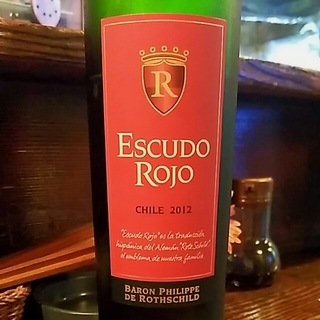 R
ESCUDO
ROJO
CHILE 2012
"Escudo Rojo" es la traducción
hispánica del Alemán "Rote Schild",
el emblema de nuestra familia
BARON PHILIPPE
DE ROTHSCHILD